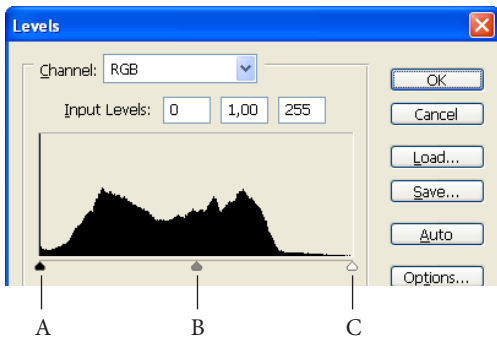 Levels
Channel: RGB
OK
Input Levels: 0 1,00 255
Cancel
Load...
Save...
Auto
Options...
A B C